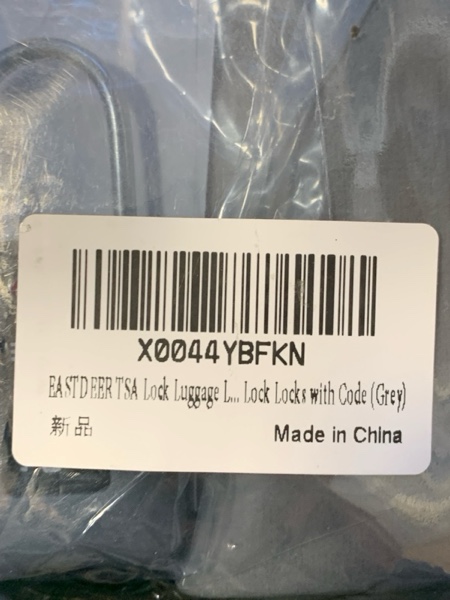 X0044YBFKN
EASTDEER TSA Lock Luggage L... Lock Locks with Code (Grey)
新品
Made in China